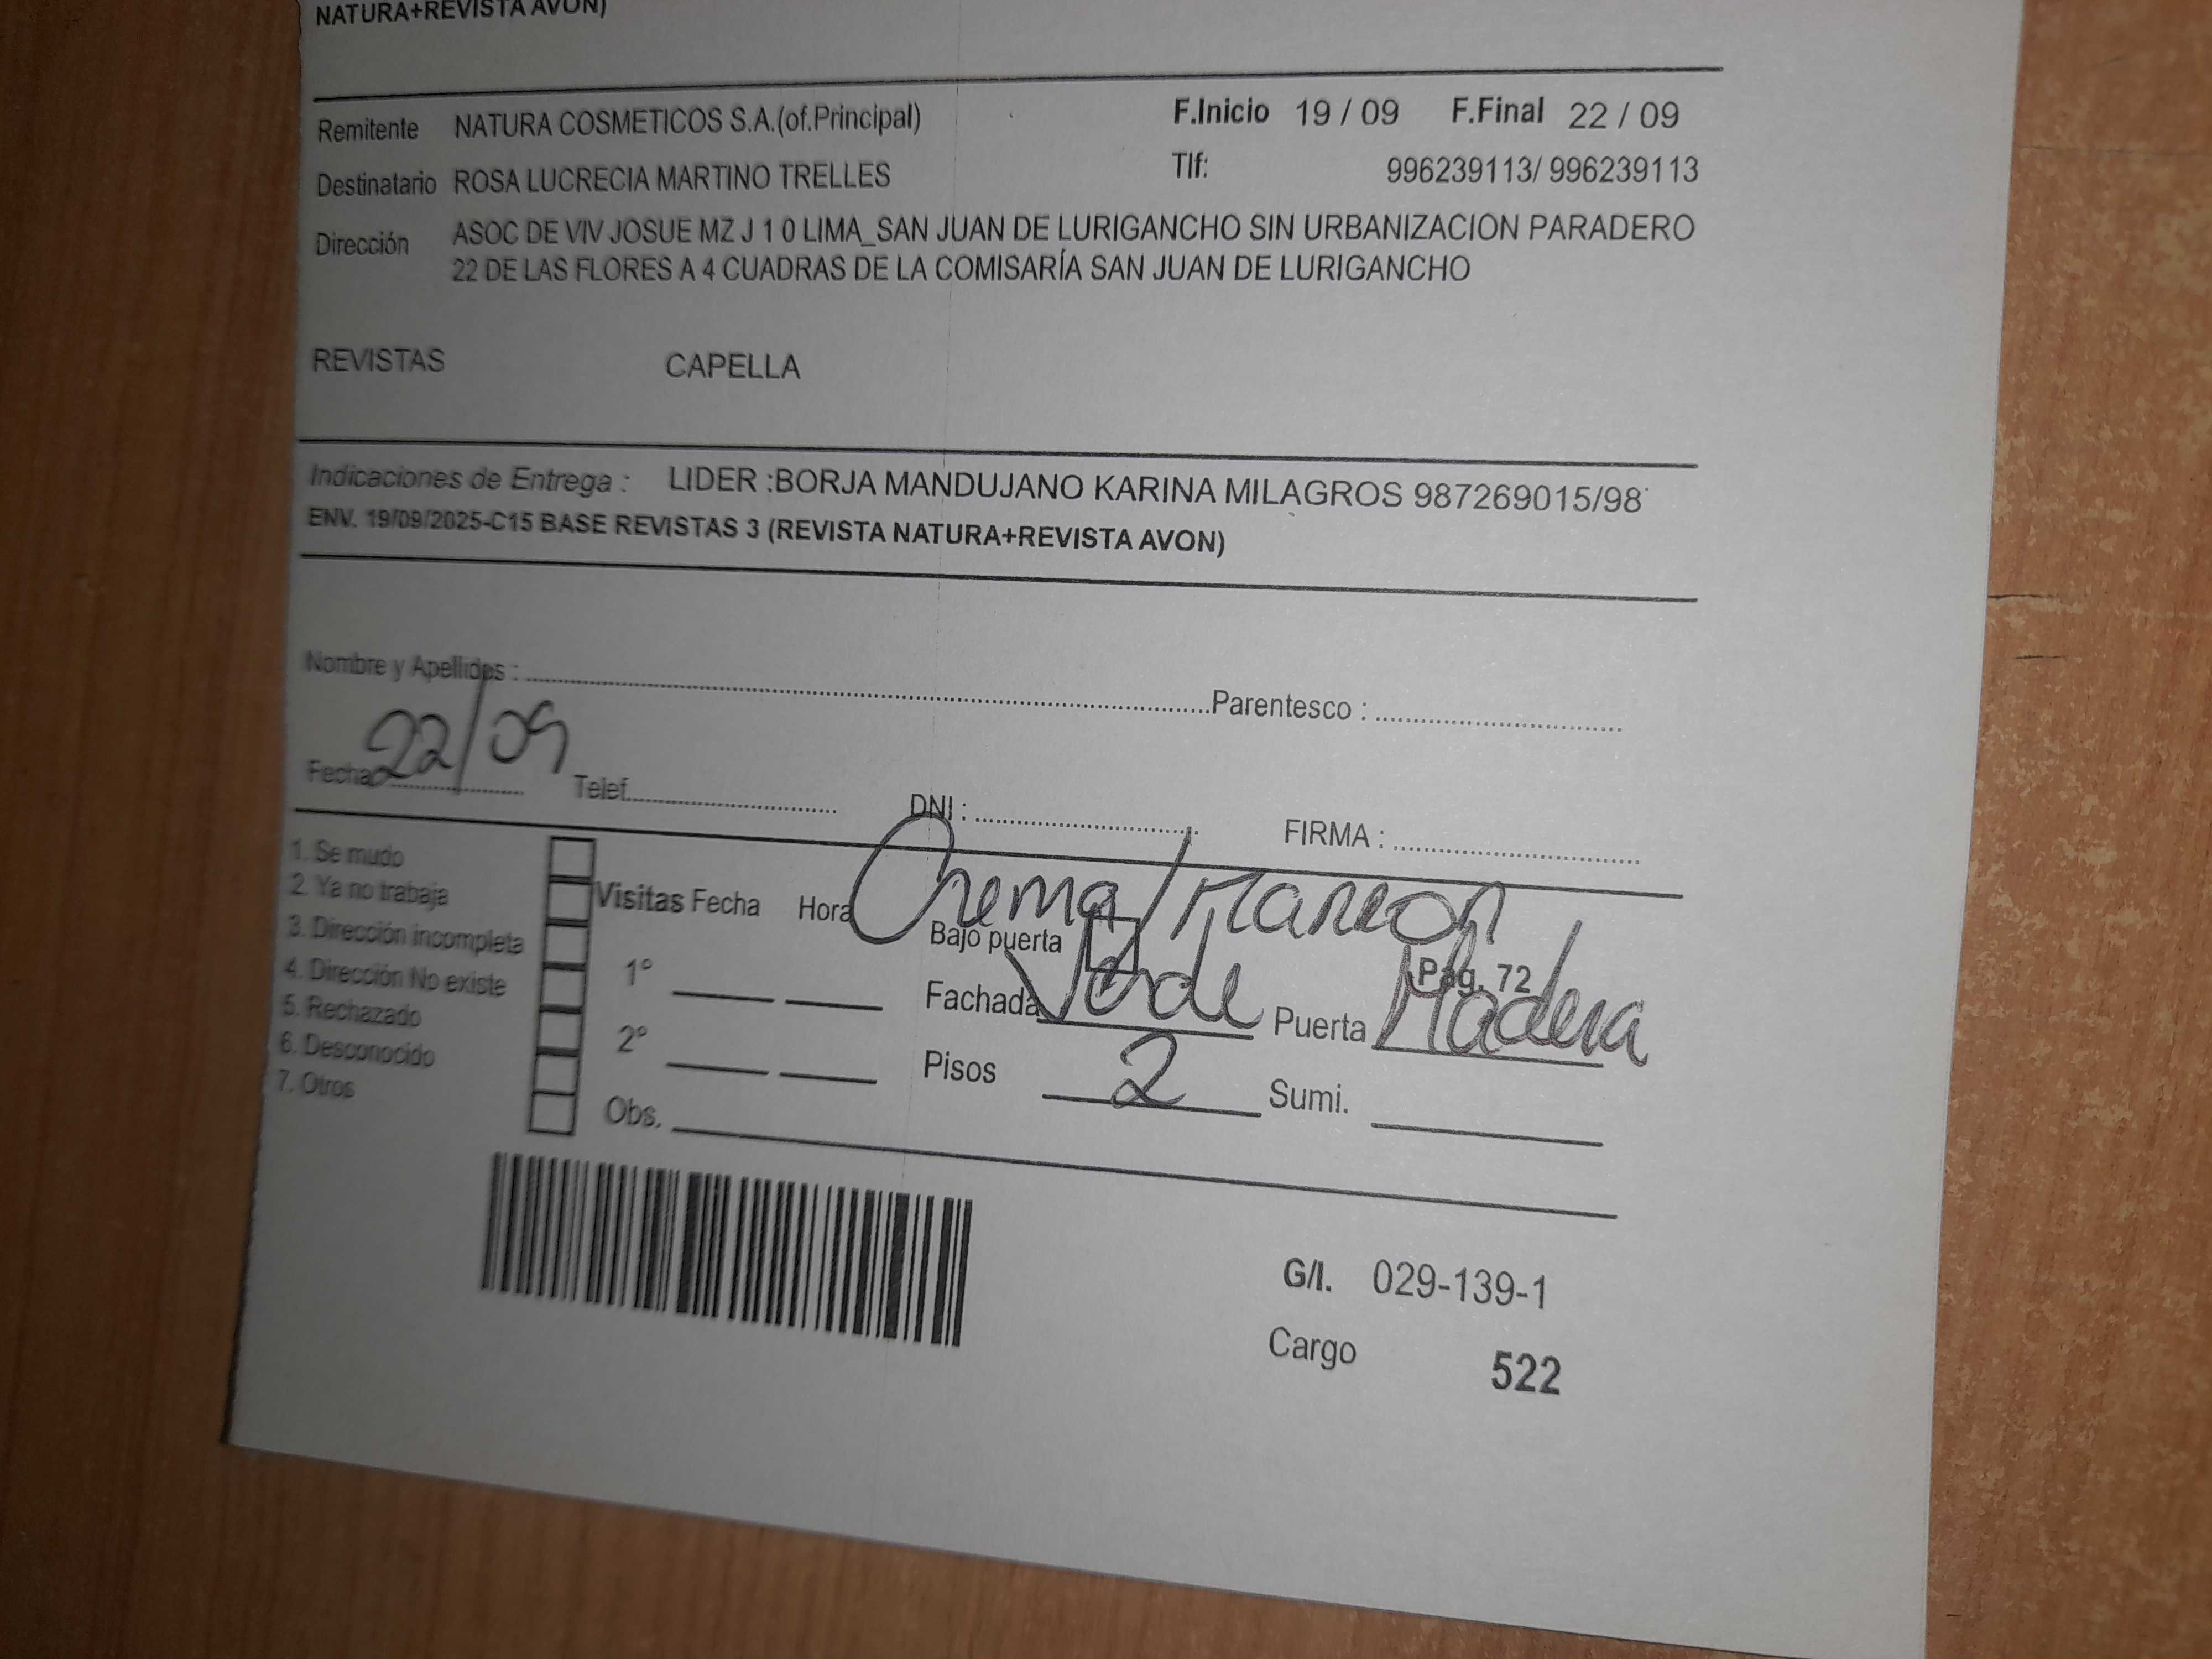 NATURA+REVISTA AVON)
Remitente NATURA COSMETICOS S.A.(of.Principal) F.Inicio 19 / 09 F.Final 22 / 09
Destinatario ROSA LUCRECIA MARTINO TRELLES Tlf: 996239113/ 996239113
Dirección ASOC DE VIV JOSUE MZ J 1 0 LIMA_SAN JUAN DE LURIGANCHO SIN URBANIZACION PARADERO
22 DE LAS FLORES A 4 CUADRAS DE LA COMISARÍA SAN JUAN DE LURIGANCHO
REVISTAS CAPELLA
Indicaciones de Entrega : LIDER :BORJA MANDUJANO KARINA MILAGROS 987269015/98
ENV. 19/09/2025-C15 BASE REVISTAS 3 (REVISTA NATURA+REVISTA AVON)
Nombre y Apellidos : Parentesco :
Fecha 22/09 Telef. DNI : FIRMA :
1. Se mudo
2. Ya no trabaja Visitas Fecha Hora Crema/Marron
3. Dirección incompleta Bajo puerta
4. Dirección No existe 1° Fachada Verde Pag. 72
5. Rechazado Puerta Madera
6. Desconocido 2° Pisos 2 Sumi.
7. Otros Obs.
G/I. 029-139-1
Cargo 522